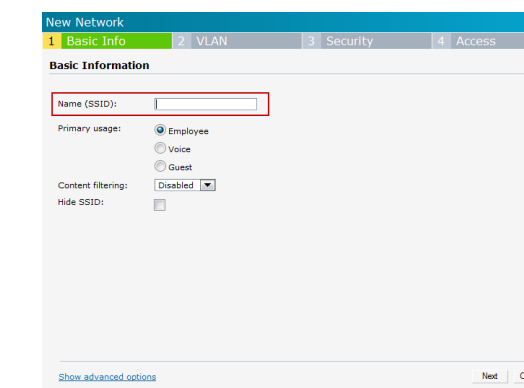 New Network
1 Basic Info 2 VLAN 3 Security 4 Access
Basic Information
Name (SSID):
Primary usage: Employee
Voice
Guest
Content filtering: Disabled
Hide SSID:
Show advanced options Next